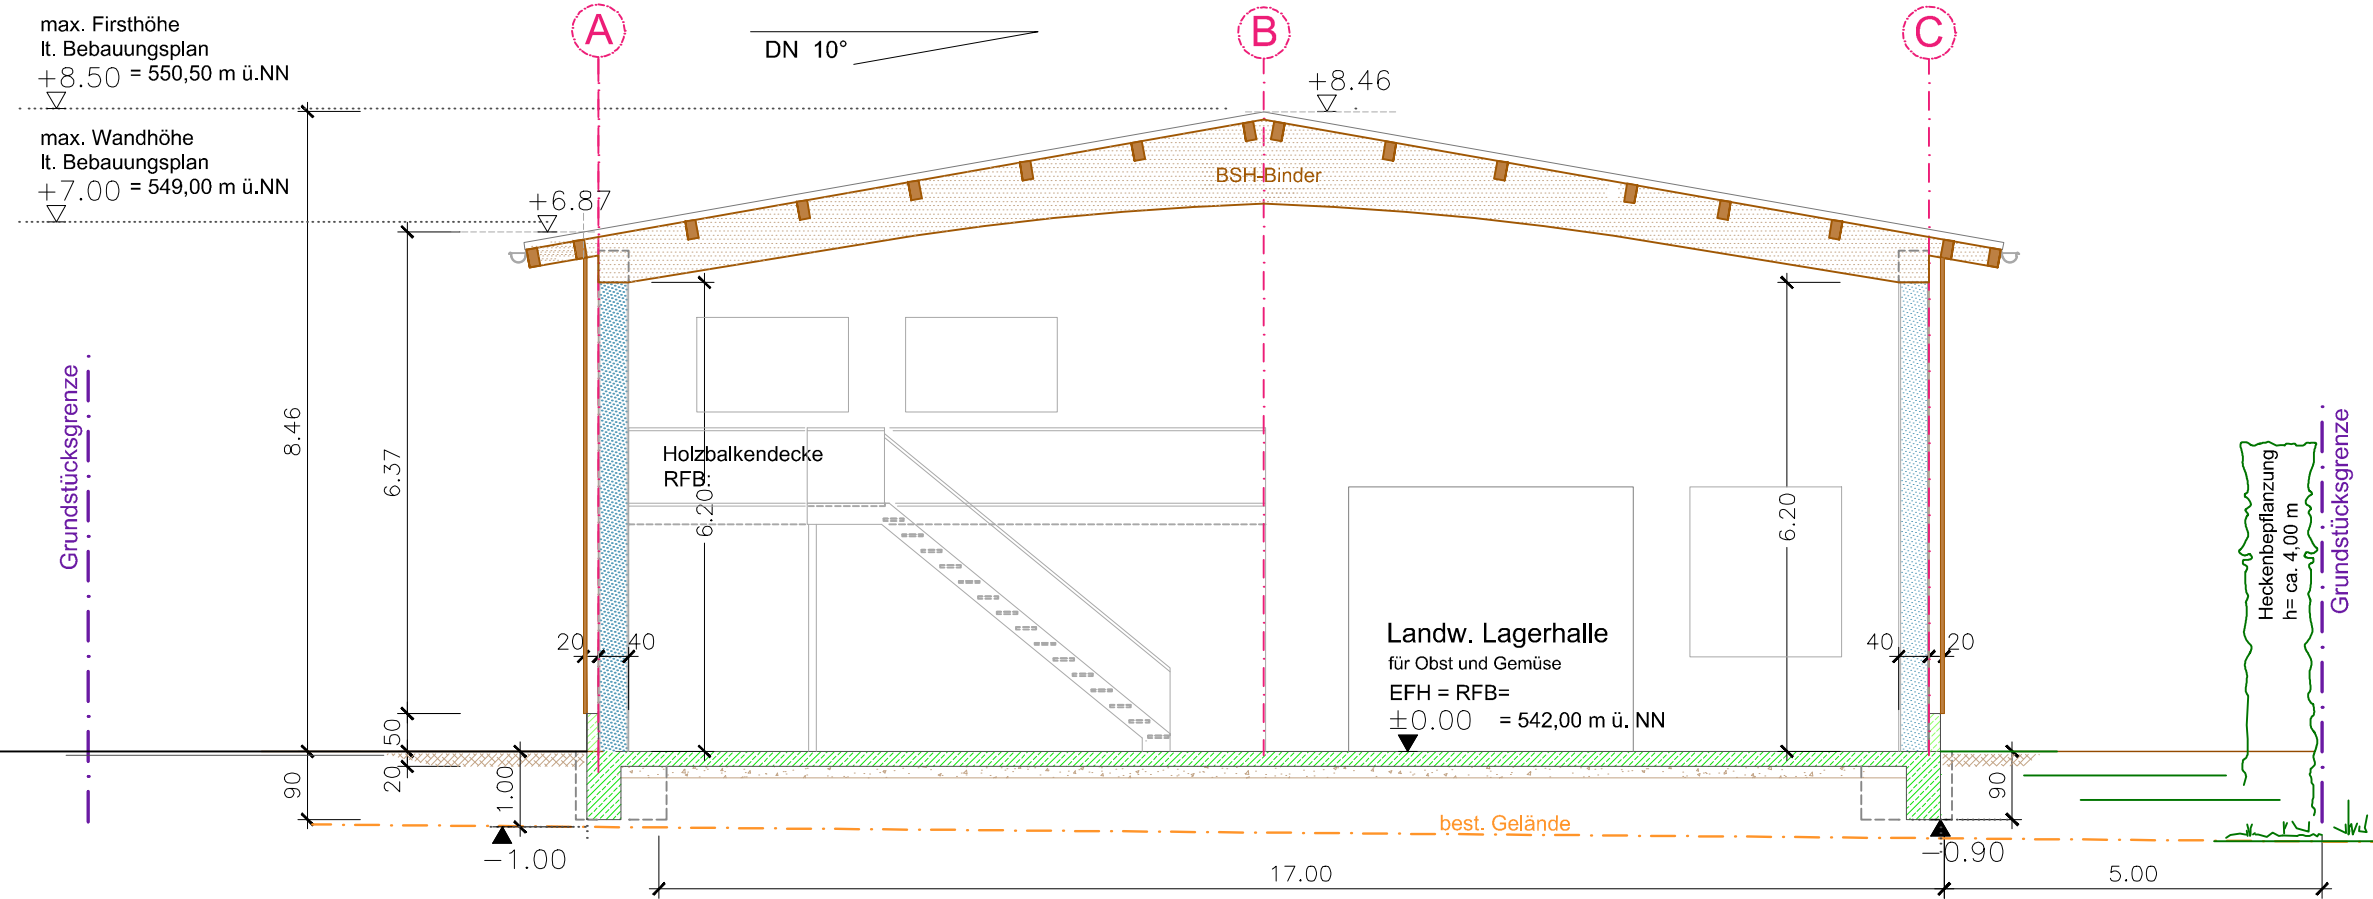 max. Firsthöhe
lt. Bebauungsplan
+8.50 = 550,50 m ü.NN
max. Wandhöhe
lt. Bebauungsplan
+7.00 = 549,00 m ü.NN
A
DN 10°
B
+8.46
C
+6.87
BSH-Binder
Grundstücksgrenze
8.46
6.37
50
20
90
1.00
-1.00
20
40
Holzbalkendecke
RFB:
6.20
6.20
Landw. Lagerhalle
für Obst und Gemüse
EFH = RFB=
±0.00 = 542,00 m ü. NN
40
20
best. Gelände
90
-0.90
17.00
5.00
Heckenbepflanzung
h= ca. 4,00 m
Grundstücksgrenze